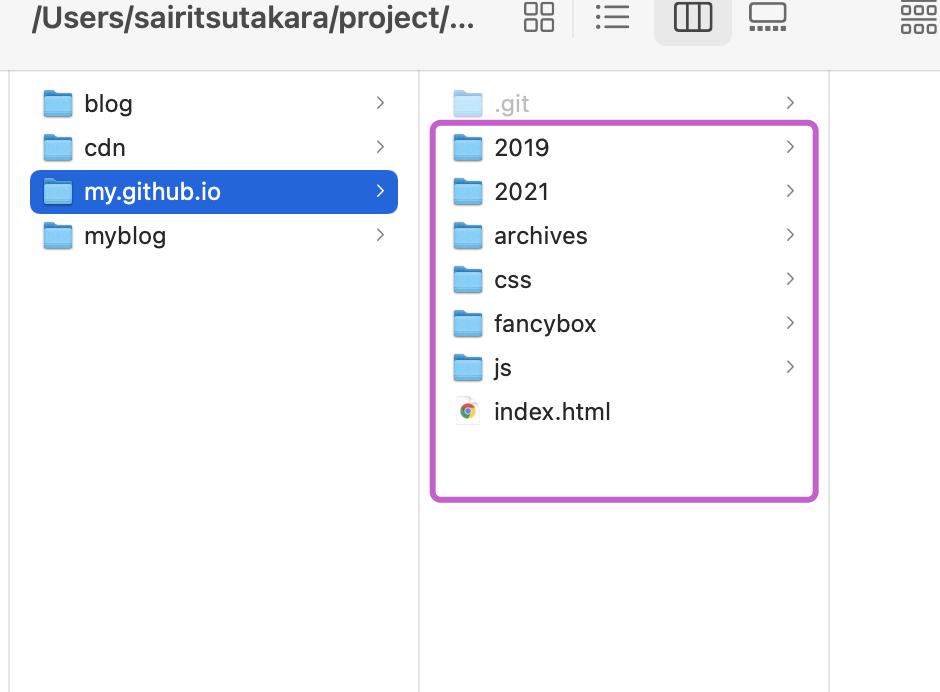 /Users/sairitsutakara/project/...
blog
cdn
my.github.io
myblog
.git
2019
2021
archives
css
fancybox
js
index.html